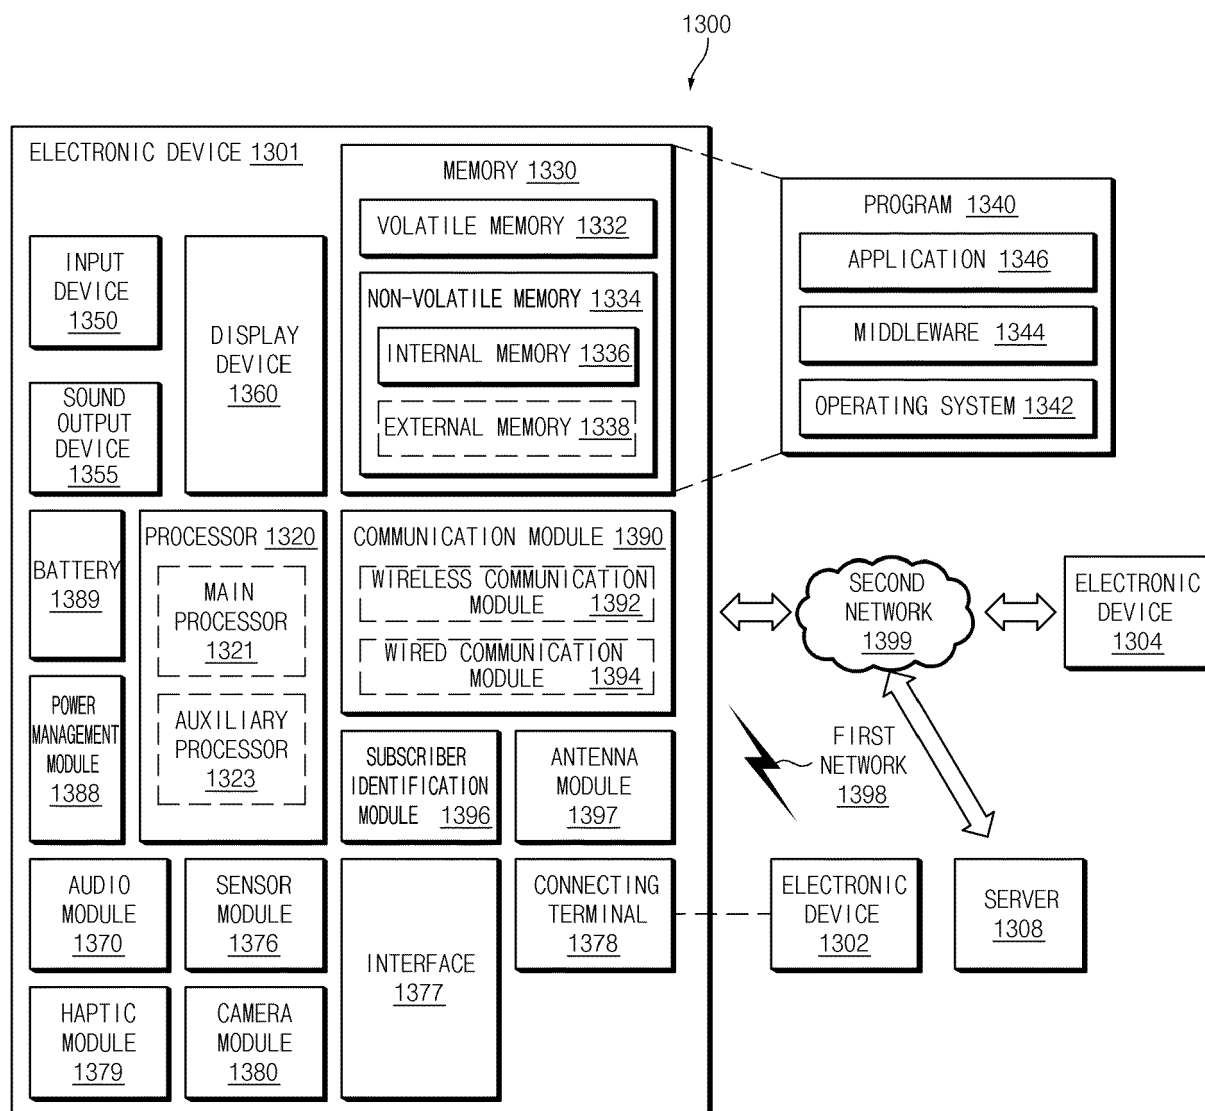 1300
ELECTRONIC DEVICE 1301
MEMORY 1330
VOLATILE MEMORY 1332
NON-VOLATILE MEMORY 1334
INTERNAL MEMORY 1336
EXTERNAL MEMORY 1338
PROGRAM 1340
APPLICATION 1346
MIDDLEWARE 1344
OPERATING SYSTEM 1342
INPUT
DEVICE
1350
DISPLAY
DEVICE
1360
SOUND
OUTPUT
DEVICE
1355
BATTERY
1389
PROCESSOR 1320
MAIN
PROCESSOR
1321
AUXILIARY
PROCESSOR
1323
COMMUNICATION MODULE 1390
WIRELESS COMMUNICATION
MODULE 1392
WIRED COMMUNICATION
MODULE 1394
SECOND
NETWORK
1399
ELECTRONIC
DEVICE
1304
POWER
MANAGEMENT
MODULE
1388
SUBSCRIBER
IDENTIFICATION
MODULE 1396
ANTENNA
MODULE
1397
FIRST
NETWORK
1398
AUDIO
MODULE
1370
SENSOR
MODULE
1376
INTERFACE
1377
CONNECTING
TERMINAL
1378
ELECTRONIC
DEVICE
1302
SERVER
1308
HAPTIC
MODULE
1379
CAMERA
MODULE
1380